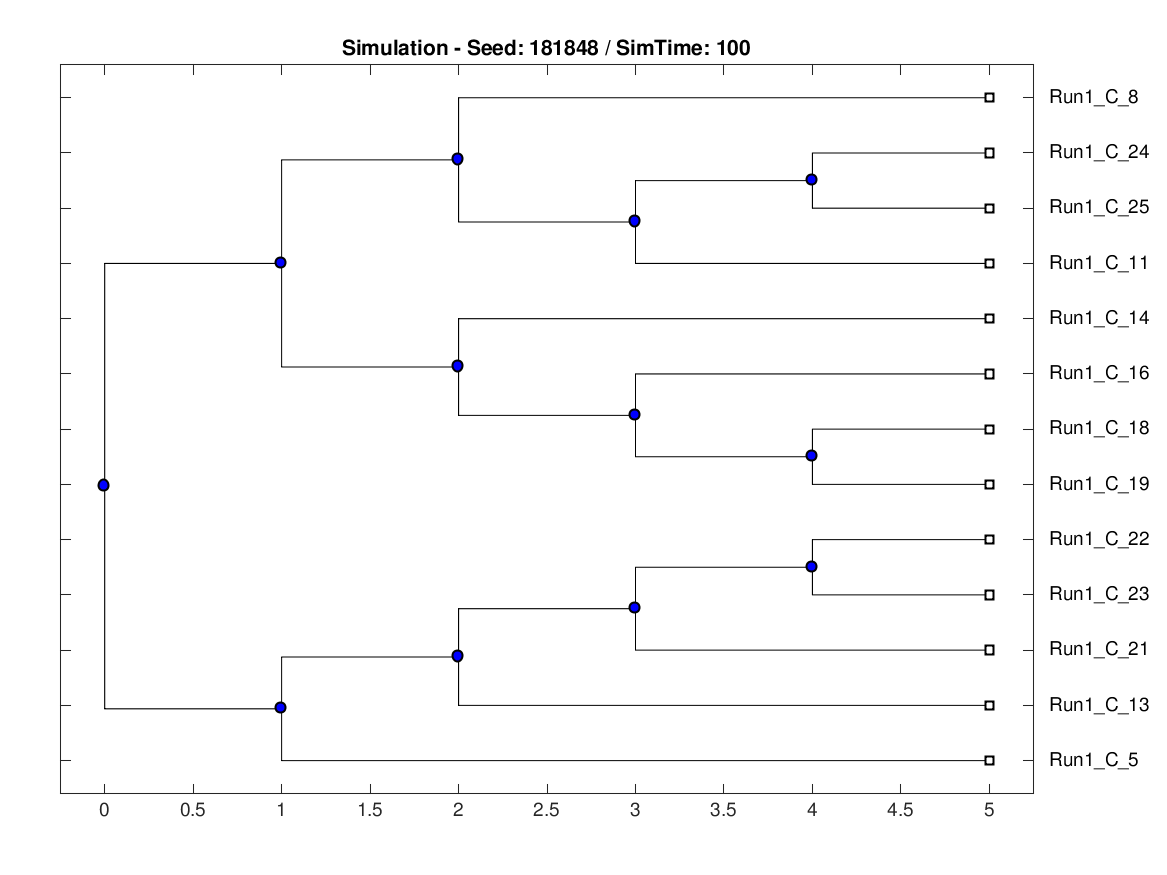 Simulation - Seed: 181848 / SimTime: 100
Run1_C_8
Run1_C_24
Run1_C_25
Run1_C_11
Run1_C_14
Run1_C_16
Run1_C_18
Run1_C_19
Run1_C_22
Run1_C_23
Run1_C_21
Run1_C_13
Run1_C_5
0 0.5 1 1.5 2 2.5 3 3.5 4 4.5 5